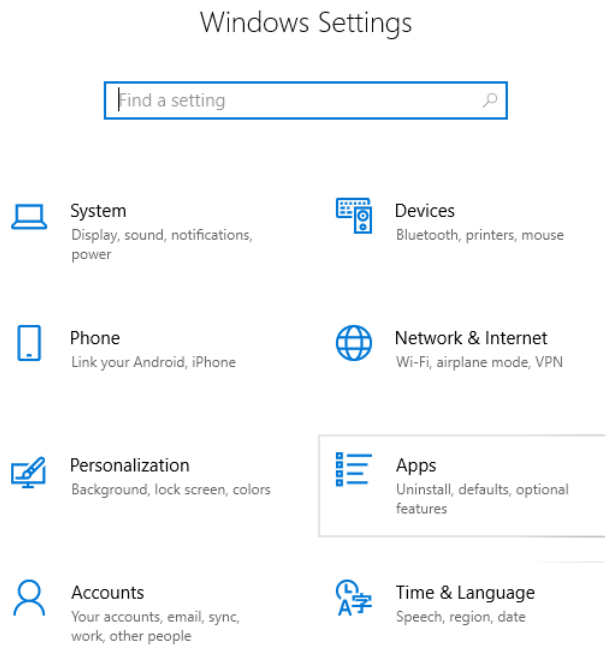 Windows Settings
Find a setting
System
Display, sound, notifications,
power
Devices
Bluetooth, printers, mouse
Phone
Link your Android, iPhone
Network & Internet
Wi-Fi, airplane mode, VPN
Personalization
Background, lock screen, colors
Apps
Uninstall, defaults, optional
features
Accounts
Your accounts, email, sync,
work, other people
Time & Language
Speech, region, date